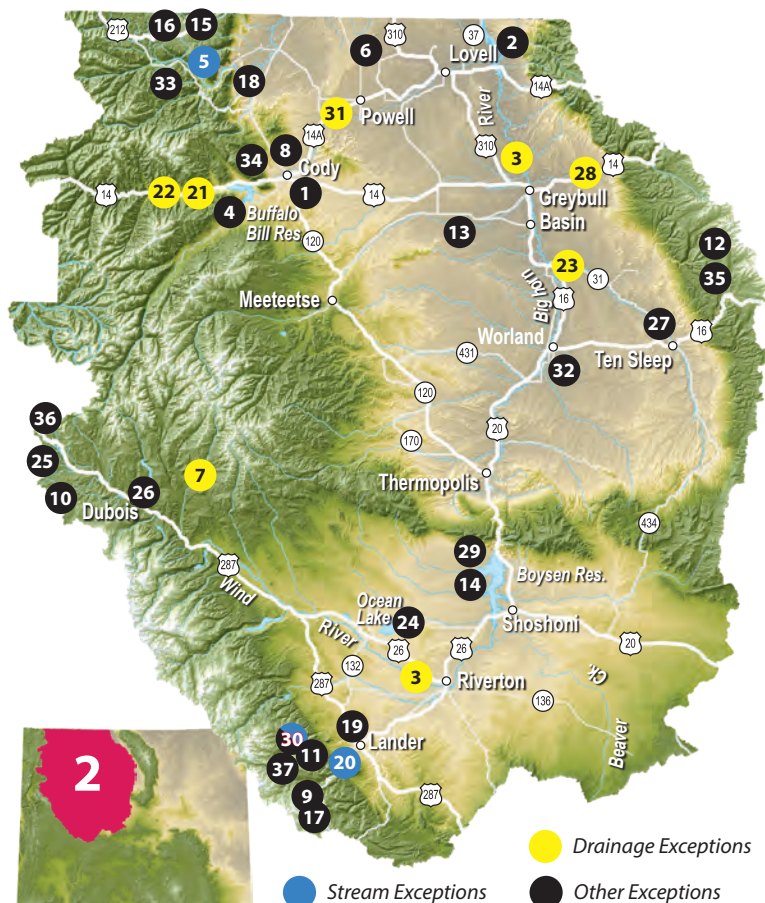 16
15
212
310
37
2
6
Lovell
5
33
18
14A
31
Powell
14A
River
310
8
34
Cody
3
28
14
22
21
14
1
14
Greybull
4
Buffalo
Bill Res.
Basin
13
12
120
23
35
31
Big Horn
16
Meeteetse
27
16
Worland
Ten Sleep
431
32
120
36
20
170
25
7
Thermopolis
10
26
Dubois
434
29
287
Boysen Res.
14
Wind
Ocean
Lake
24
Shoshoni
River
26
26
20
132
Ck.
287
3
Riverton
136
19
30
Lander
Beaver
11
20
37
2
9
287
17
Drainage Exceptions
Stream Exceptions
Other Exceptions